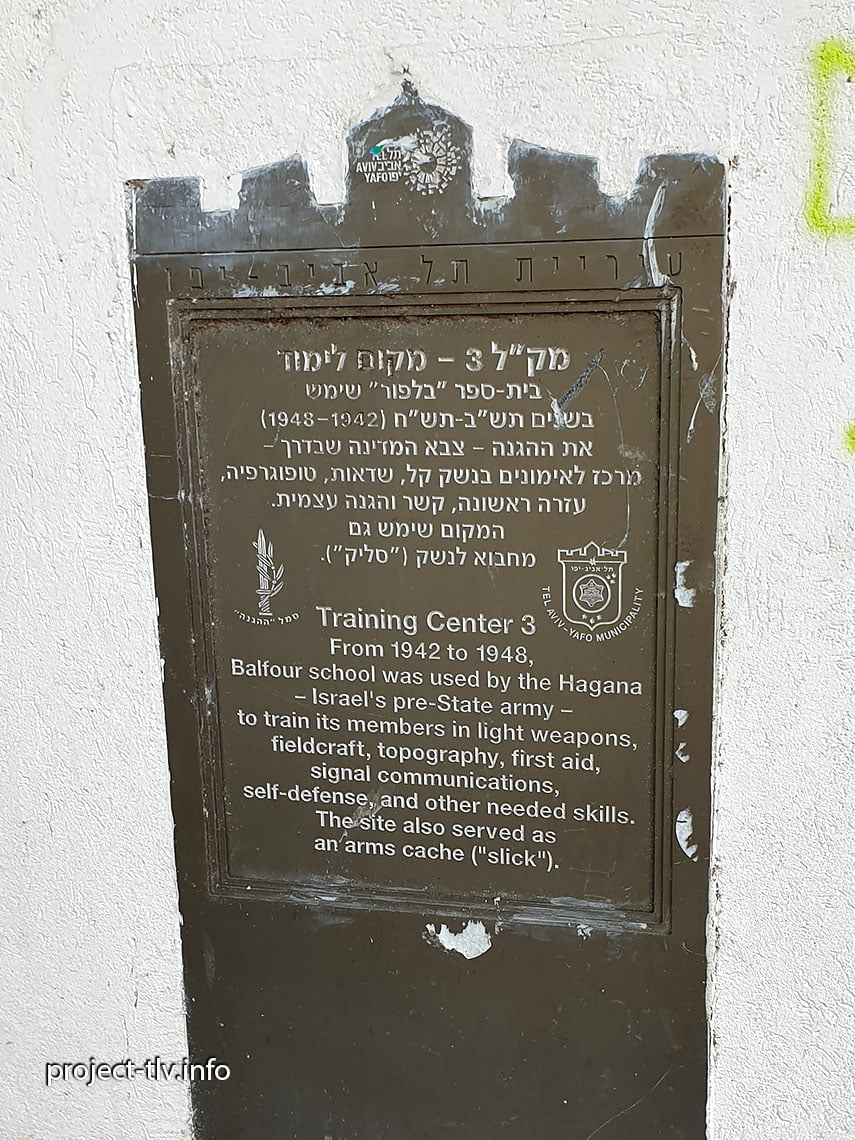 תל
אביב AVIV
יפו YAFO
עיריית תל אביב-יפו
מק"ל 3 – מקום לימוד
בית-ספר "בלפור" שימש
בשנים תש"ב-תש"ח (1942–1948)
את ההגנה – צבא המדינה שבדרך –
מרכז לאימונים בנשק קל, שדאות, טופוגרפיה,
עזרה ראשונה, קשר והגנה עצמית.
המקום שימש גם
מחבוא לנשק ("סליק").
סמל "ההגנה"
תל-אביב-יפו
TEL AVIV – YAFO MUNICIPALITY
Training Center 3
From 1942 to 1948,
Balfour school was used by the Hagana
– Israel's pre-State army –
to train its members in light weapons,
fieldcraft, topography, first aid,
signal communications,
self-defense, and other needed skills.
The site also served as
an arms cache ("slick").
project-tlv.info